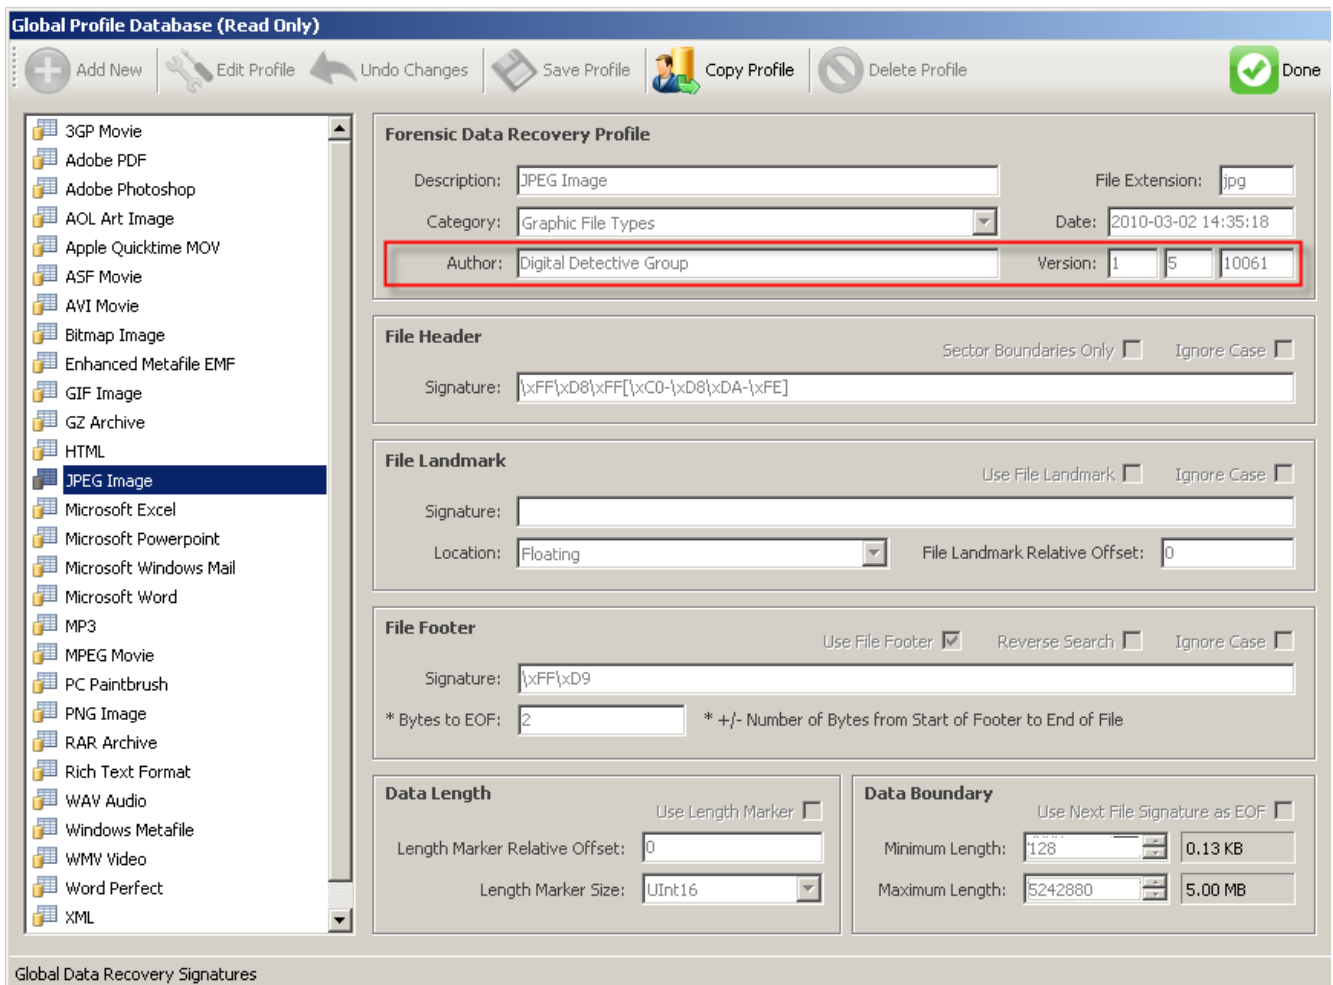 Global Profile Database (Read Only)
Add New Edit Profile Undo Changes Save Profile Copy Profile Delete Profile Done
3GP Movie
Adobe PDF
Adobe Photoshop
AOL Art Image
Apple Quicktime MOV
ASF Movie
AVI Movie
Bitmap Image
Enhanced Metafile EMF
GIF Image
GZ Archive
HTML
JPEG Image
Microsoft Excel
Microsoft Powerpoint
Microsoft Windows Mail
Microsoft Word
MP3
MPEG Movie
PC Paintbrush
PNG Image
RAR Archive
Rich Text Format
WAV Audio
Windows Metafile
WMV Video
Word Perfect
XML
Forensic Data Recovery Profile
Description: JPEG Image File Extension: jpg
Category: Graphic File Types Date: 2010-03-02 14:35:18
Author: Digital Detective Group Version: 1 5 10061
File Header
Sector Boundaries Only Ignore Case
Signature: \xFF\xD8\xFF[\xC0-\xD8\xDA-\xFE]
File Landmark
Use File Landmark Ignore Case
Signature:
Location: Floating File Landmark Relative Offset: 0
File Footer
Use File Footer Reverse Search Ignore Case
Signature: \xFF\xD9
* Bytes to EOF: 2 * +/- Number of Bytes from Start of Footer to End of File
Data Length
Use Length Marker
Length Marker Relative Offset: 0
Length Marker Size: UInt16
Data Boundary
Use Next File Signature as EOF
Minimum Length: 128 0.13 KB
Maximum Length: 5242880 5.00 MB
Global Data Recovery Signatures